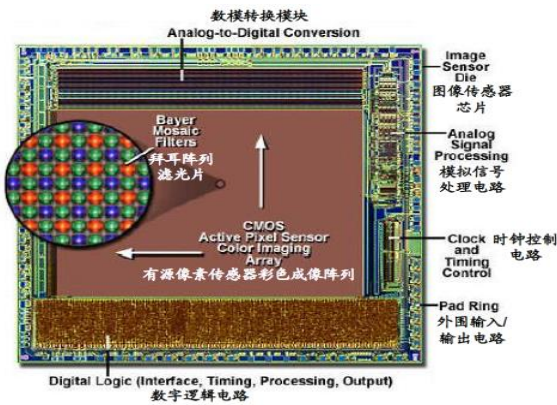 数模转换模块
Analog-to-Digital Conversion
Image
Sensor
Die
图像传感器
芯片
Bayer
Mosaic
Filters
拜耳阵列
滤光片
Analog
Signal
Processing
模拟信号
处理电路
CMOS
Active Pixel Sensor
Color Imaging
Array
有源像素传感器彩色成像阵列
Clock
and
Timing
Control
时钟控制
电路
Pad Ring
外围输入/
输出电路
Digital Logic (Interface, Timing, Processing, Output)
数字逻辑电路